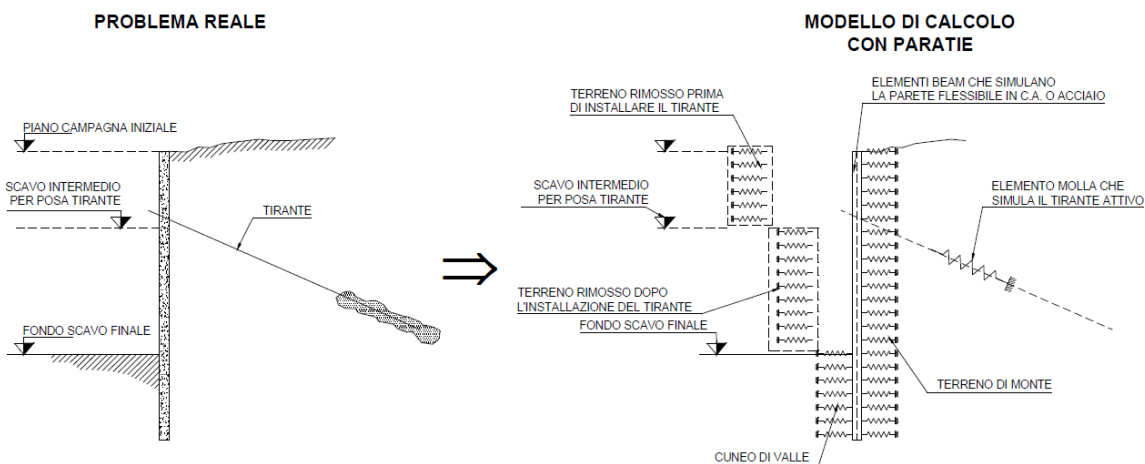 PROBLEMA REALE
PIANO CAMPAGNA INIZIALE
SCAVO INTERMEDIO
PER POSA TIRANTE
TIRANTE
FONDO SCAVO FINALE
MODELLO DI CALCOLO
CON PARATIE
TERRENO RIMOSSO PRIMA
DI INSTALLARE IL TIRANTE
ELEMENTI BEAM CHE SIMULANO
LA PARETE FLESSIBILE IN C.A. O ACCIAIO
SCAVO INTERMEDIO
PER POSA TIRANTE
ELEMENTO MOLLA CHE
SIMULA IL TIRANTE ATTIVO
TERRENO RIMOSSO DOPO
L'INSTALLAZIONE DEL TIRANTE
FONDO SCAVO FINALE
TERRENO DI MONTE
CUNEO DI VALLE